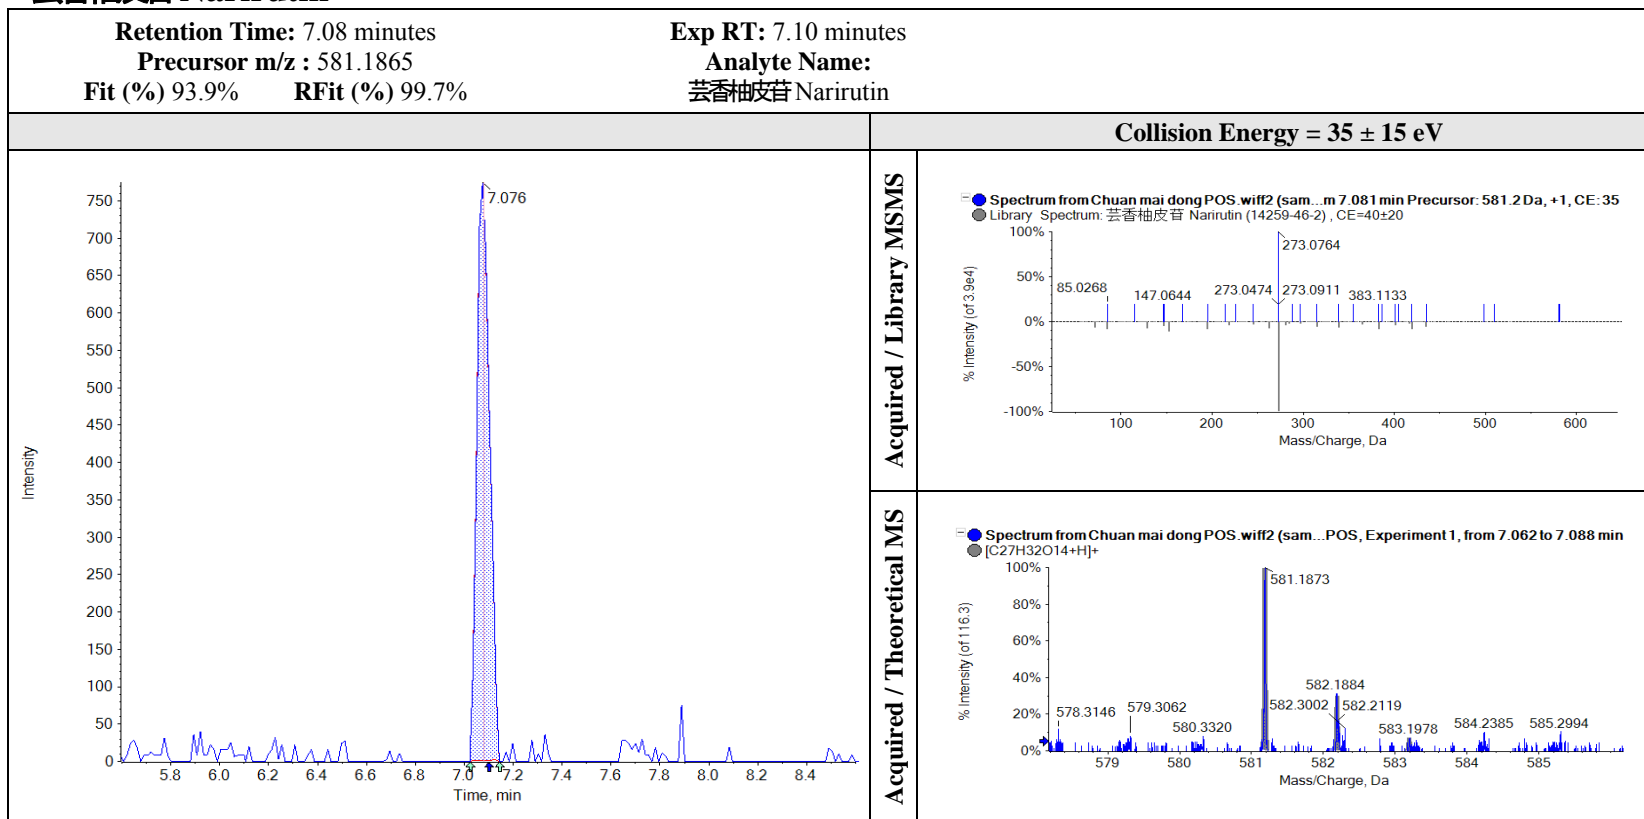 芸香柚皮苷 Narirutin
Retention Time: 7.08 minutes
Exp RT: 7.10 minutes
Precursor m/z : 581.1865
Analyte Name:
Fit (%) 93.9% RFit (%) 99.7%
芸香柚皮苷 Narirutin
Collision Energy = 35 ± 15 eV
7.076
750
700
650
600
550
500
450
400
350
300
250
200
150
100
50
0
Intensity
5.8 6.0 6.2 6.4 6.6 6.8 7.0 7.2 7.4 7.6 7.8 8.0 8.2 8.4
Time, min
Acquired / Library MSMS
Spectrum from Chuan mai dong POS.wiff2 (sam...m 7.081 min Precursor: 581.2 Da, +1, CE: 35
Library Spectrum: 芸香柚皮苷 Narirutin (14259-46-2) , CE=40±20
100%
50%
0%
-50%
-100%
% Intensity (of 3.9e4)
273.0764
85.0268
147.0644
273.0474
273.0911
383.1133
100 200 300 400 500 600
Mass/Charge, Da
Acquired / Theoretical MS
Spectrum from Chuan mai dong POS.wiff2 (sam...POS, Experiment 1, from 7.062 to 7.088 min
[C27H32O14+H]+
100%
80%
60%
40%
20%
0%
% Intensity (of 116.3)
581.1873
582.1884
582.3002
582.2119
578.3146
579.3062
580.3320
583.1978
584.2385
585.2994
579 580 581 582 583 584 585
Mass/Charge, Da